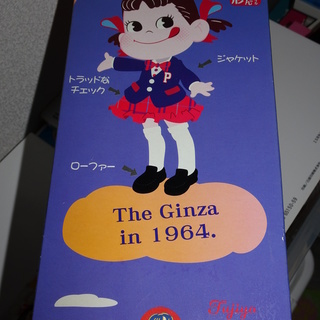 P
ジャケット
トラッドな
チェック
ローファー
The Ginza
in 1964.
Fujiya